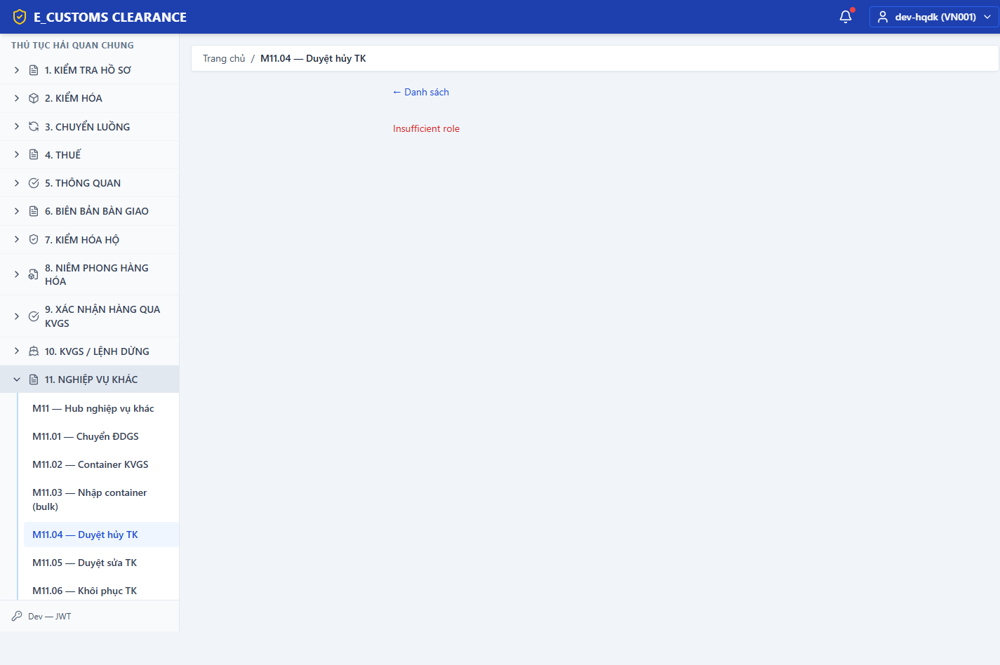 E_CUSTOMS CLEARANCE
dev-hqdk (VN001)
THỦ TỤC HẢI QUAN CHUNG
1. KIỂM TRA HỒ SƠ
2. KIỂM HÓA
3. CHUYỂN LUỒNG
4. THUẾ
5. THÔNG QUAN
6. BIÊN BẢN BÀN GIAO
7. KIỂM HÓA HỘ
8. NIÊM PHONG HÀNG
HÓA
9. XÁC NHẬN HÀNG QUA
KVGS
10. KVGS / LỆNH DỪNG
11. NGHIỆP VỤ KHÁC
M11 — Hub nghiệp vụ khác
M11.01 — Chuyển ĐDGS
M11.02 — Container KVGS
M11.03 — Nhập container
(bulk)
M11.04 — Duyệt hủy TK
M11.05 — Duyệt sửa TK
M11.06 — Khôi phục TK
Dev — JWT
Trang chủ / M11.04 — Duyệt hủy TK
← Danh sách
Insufficient role